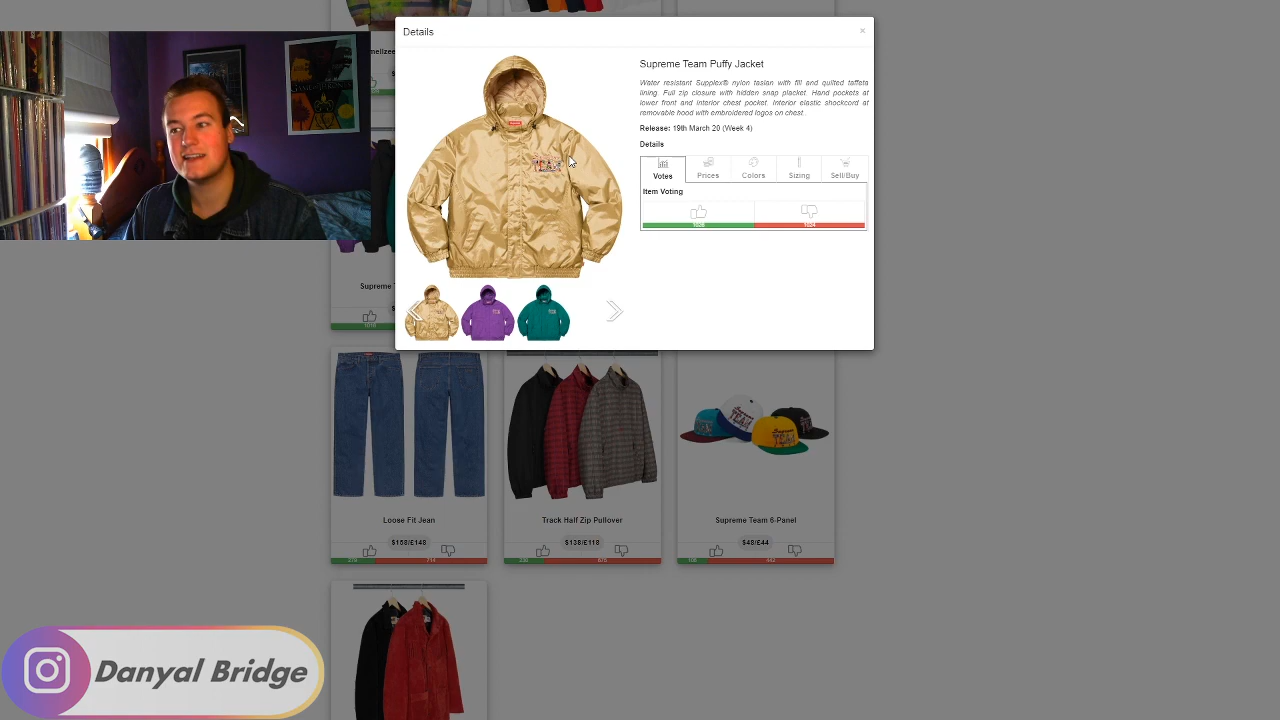 Details
×
Supreme Team Puffy Jacket
Water resistant Supplex® nylon taslan with fill and quilted taffeta
lining. Full zip closure with hidden snap placket. Hand pockets at
lower front and interior chest pocket. Interior elastic shockcord at
removable hood with embroidered logos on chest.
Release: 19th March 20 (Week 4)
Details
Votes
Prices
Colors
Sizing
Sell/Buy
Item Voting
1026
1024
Supreme
1016
Loose Fit Jean
$158/£148
Track Half Zip Pullover
$138/£118
Supreme Team 6-Panel
$48/£44
Danyal Bridge